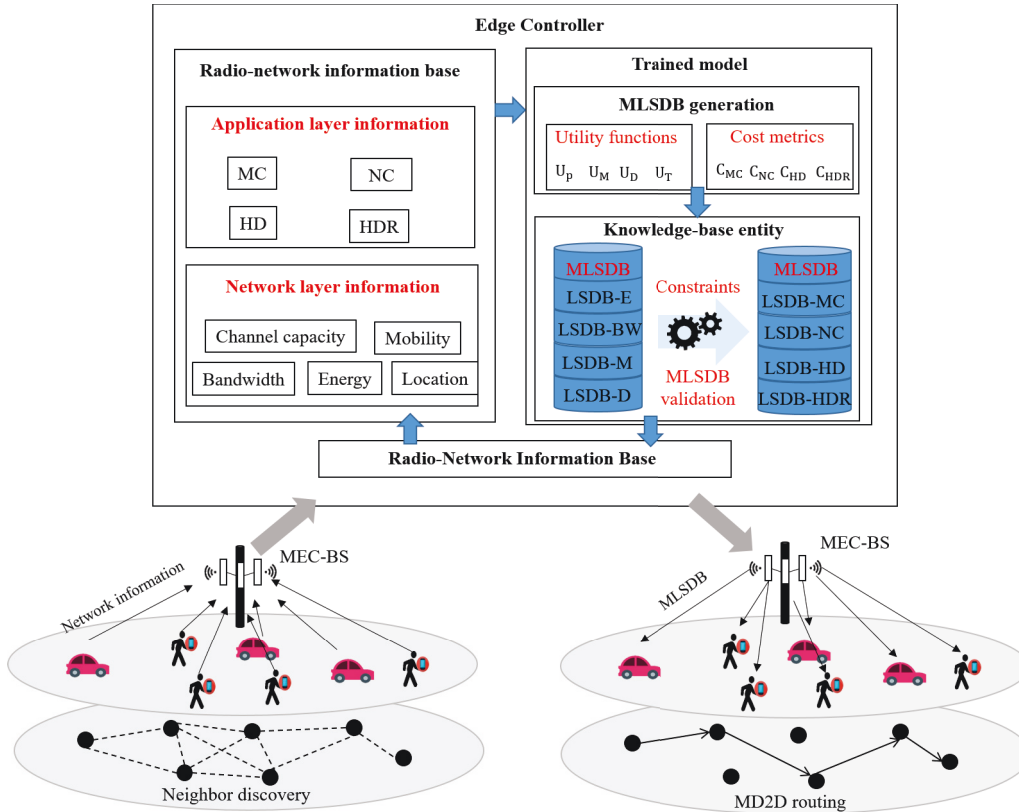 Edge Controller
Radio-network information base
Application layer information
MC
NC
HD
HDR
Network layer information
Channel capacity
Mobility
Bandwidth
Energy
Location
Trained model
MLSDB generation
Utility functions
U_P U_M U_D U_T
Cost metrics
C_MC C_NC C_HD C_HDR
Knowledge-base entity
MLSDB
LSDB-E
LSDB-BW
LSDB-M
LSDB-D
Constraints
MLSDB
validation
MLSDB
LSDB-MC
LSDB-NC
LSDB-HD
LSDB-HDR
Radio-Network Information Base
MEC-BS
Network information
Neighbor discovery
MEC-BS
MLSDB
MD2D routing